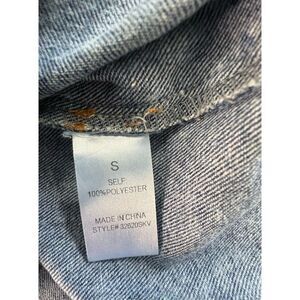 S
SELF
100%POLYESTER
MADE IN CHINA
STYLE# 32620SKV